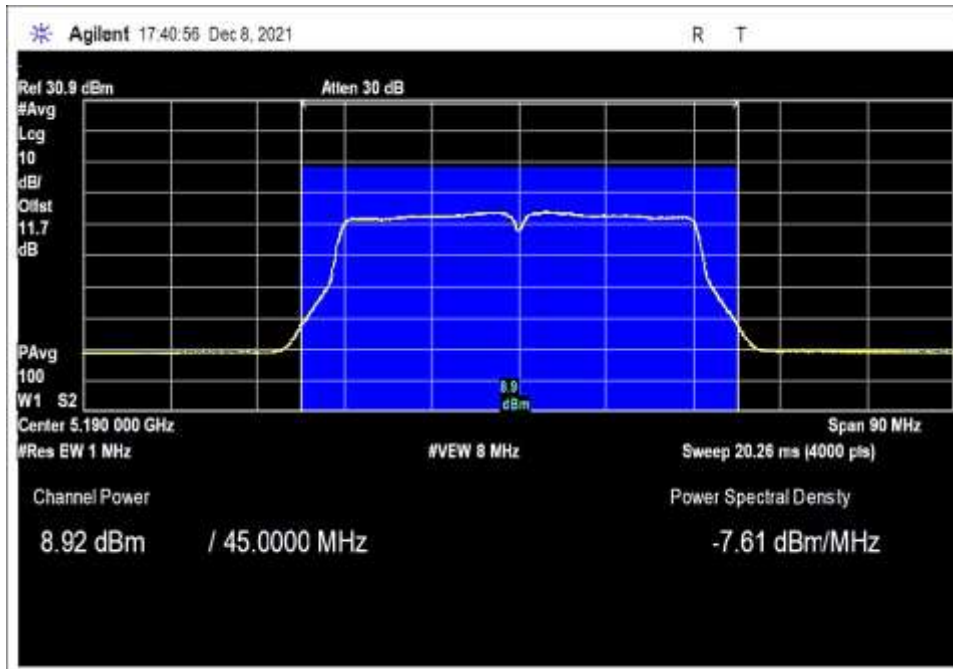 Agilent 17:40:56 Dec 8, 2021 R T
Ref 30.9 dBm Atten 30 dB
#Avg
Log
10
dB/
Offst
11.7
dB
PAvg
100
W1 S2
8.9
dBm
Center 5.190 000 GHz Span 90 MHz
#Res BW 1 MHz #VBW 8 MHz Sweep 20.26 ms (4000 pts)
Channel Power Power Spectral Density
8.92 dBm / 45.0000 MHz -7.61 dBm/MHz